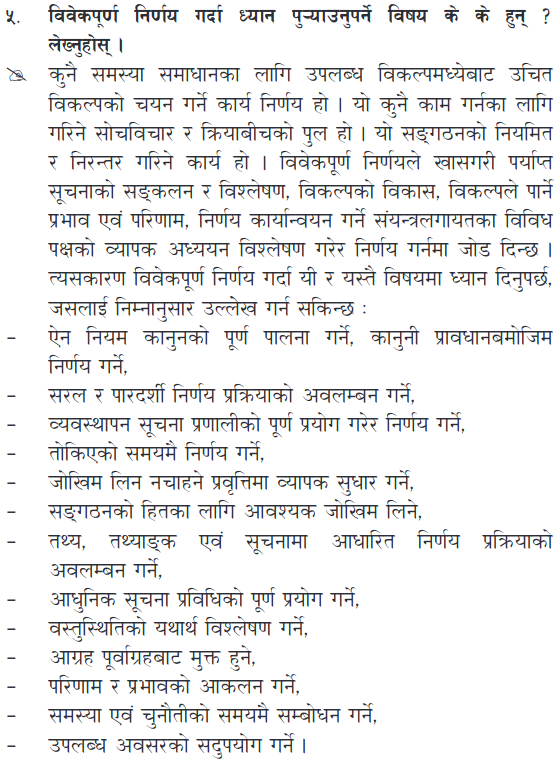 ५. विवेकपूर्ण निर्णय गर्दा ध्यान पुऱ्याउनुपर्ने विषय के के हुन् ?
लेख्नुहोस् ।
कुनै समस्या समाधानका लागि उपलब्ध विकल्पमध्येबाट उचित
विकल्पको चयन गर्ने कार्य निर्णय हो । यो कुनै काम गर्नका लागि
गरिने सोचविचार र क्रियाबीचको पुल हो । यो सङ्गठनको नियमित
र निरन्तर गरिने कार्य हो । विवेकपूर्ण निर्णयले खासगरी पर्याप्त
सूचनाको सङ्कलन र विश्लेषण, विकल्पको विकास, विकल्पले पार्ने
प्रभाव एवं परिणाम, निर्णय कार्यान्वयन गर्ने संयन्त्रलगायतका विविध
पक्षको व्यापक अध्ययन विश्लेषण गरेर निर्णय गर्नमा जोड दिन्छ ।
त्यसकारण विवेकपूर्ण निर्णय गर्दा यी र यस्तै विषयमा ध्यान दिनुपर्छ,
जसलाई निम्नानुसार उल्लेख गर्न सकिन्छ :
– ऐन नियम कानुनको पूर्ण पालना गर्ने, कानुनी प्रावधानबमोजिम
निर्णय गर्ने,
– सरल र पारदर्शी निर्णय प्रक्रियाको अवलम्बन गर्ने,
– व्यवस्थापन सूचना प्रणालीको पूर्ण प्रयोग गरेर निर्णय गर्ने,
– तोकिएको समयमै निर्णय गर्ने,
– जोखिम लिन नचाहने प्रवृत्तिमा व्यापक सुधार गर्ने,
– सङ्गठनको हितका लागि आवश्यक जोखिम लिने,
– तथ्य, तथ्याङ्क एवं सूचनामा आधारित निर्णय प्रक्रियाको
अवलम्बन गर्ने,
– आधुनिक सूचना प्रविधिको पूर्ण प्रयोग गर्ने,
– वस्तुस्थितिको यथार्थ विश्लेषण गर्ने,
– आग्रह पूर्वाग्रहबाट मुक्त हुने,
– परिणाम र प्रभावको आकलन गर्ने,
– समस्या एवं चुनौतीको समयमै सम्बोधन गर्ने,
– उपलब्ध अवसरको सदुपयोग गर्ने ।